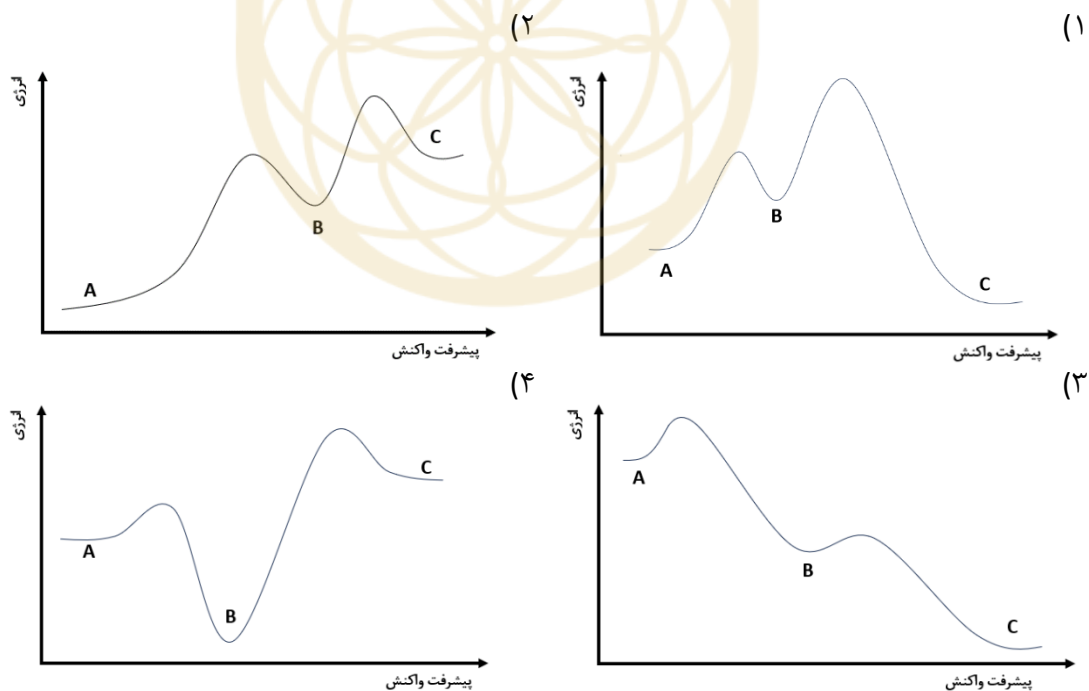 ۱)
انرژی
A
B
C
پیشرفت واکنش
۲)
انرژی
A
B
C
پیشرفت واکنش
۳)
انرژی
A
B
C
پیشرفت واکنش
۴)
انرژی
A
B
C
پیشرفت واکنش